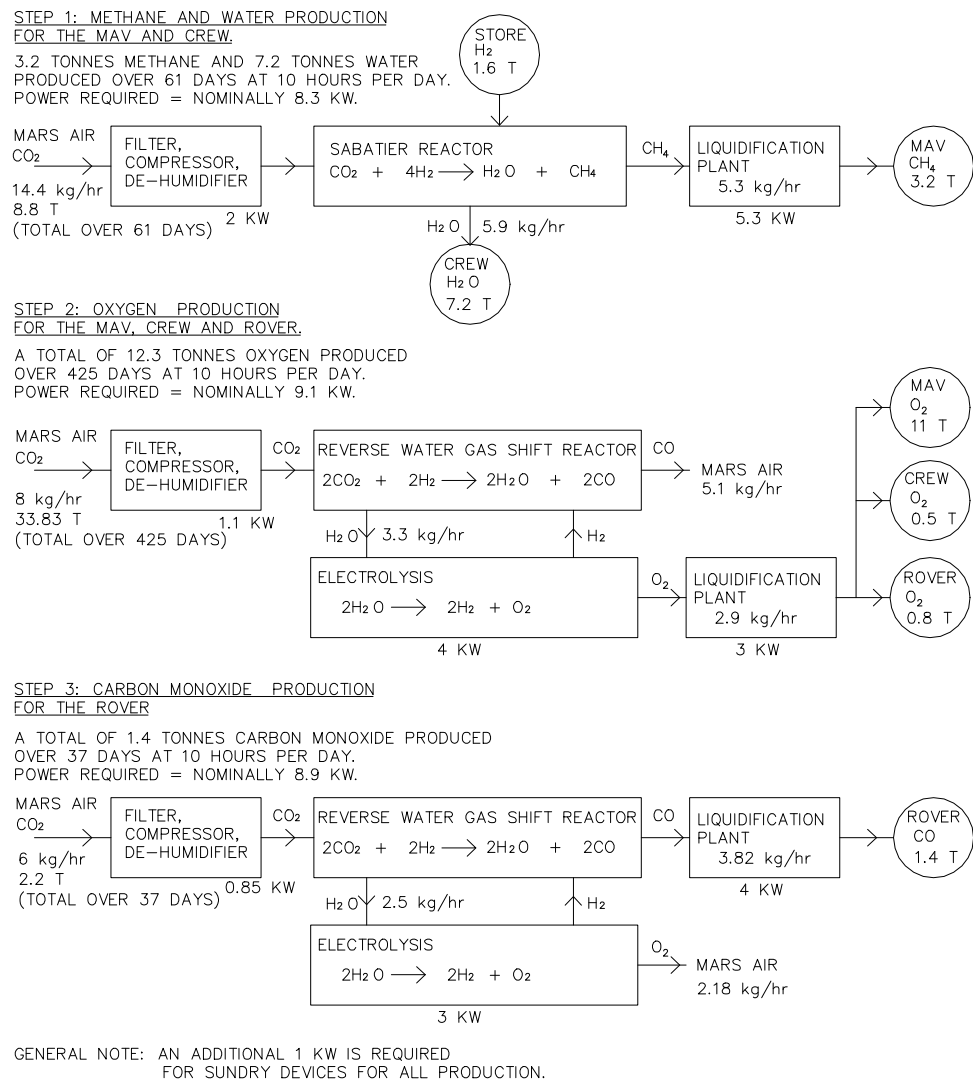 STEP 1: METHANE AND WATER PRODUCTION
FOR THE MAV AND CREW.
3.2 TONNES METHANE AND 7.2 TONNES WATER
PRODUCED OVER 61 DAYS AT 10 HOURS PER DAY.
POWER REQUIRED = NOMINALLY 8.3 KW.
STORE
H₂
1.6 T
MARS AIR
CO₂
14.4 kg/hr
8.8 T
(TOTAL OVER 61 DAYS)
FILTER,
COMPRESSOR,
DE-HUMIDIFIER
2 KW
SABATIER REACTOR
CO₂ + 4H₂ → H₂O + CH₄
CH₄
LIQUIDIFICATION
PLANT
5.3 kg/hr
5.3 KW
MAV
CH₄
3.2 T
H₂O 5.9 kg/hr
CREW
H₂O
7.2 T
STEP 2: OXYGEN PRODUCTION
FOR THE MAV, CREW AND ROVER.
A TOTAL OF 12.3 TONNES OXYGEN PRODUCED
OVER 425 DAYS AT 10 HOURS PER DAY.
POWER REQUIRED = NOMINALLY 9.1 KW.
MARS AIR
CO₂
8 kg/hr
33.83 T
(TOTAL OVER 425 DAYS)
FILTER,
COMPRESSOR,
DE-HUMIDIFIER
1.1 KW
CO₂
REVERSE WATER GAS SHIFT REACTOR
2CO₂ + 2H₂ → 2H₂O + 2CO
CO
MARS AIR
5.1 kg/hr
H₂O 3.3 kg/hr
H₂
ELECTROLYSIS
2H₂O → 2H₂ + O₂
4 KW
O₂
LIQUIDIFICATION
PLANT
2.9 kg/hr
3 KW
MAV
O₂
11 T
CREW
O₂
0.5 T
ROVER
O₂
0.8 T
STEP 3: CARBON MONOXIDE PRODUCTION
FOR THE ROVER
A TOTAL OF 1.4 TONNES CARBON MONOXIDE PRODUCED
OVER 37 DAYS AT 10 HOURS PER DAY.
POWER REQUIRED = NOMINALLY 8.9 KW.
MARS AIR
CO₂
6 kg/hr
2.2 T
(TOTAL OVER 37 DAYS)
FILTER,
COMPRESSOR,
DE-HUMIDIFIER
0.85 KW
CO₂
REVERSE WATER GAS SHIFT REACTOR
2CO₂ + 2H₂ → 2H₂O + 2CO
CO
LIQUIDIFICATION
PLANT
3.82 kg/hr
4 KW
ROVER
CO
1.4 T
H₂O 2.5 kg/hr
H₂
ELECTROLYSIS
2H₂O → 2H₂ + O₂
3 KW
O₂
MARS AIR
2.18 kg/hr
GENERAL NOTE: AN ADDITIONAL 1 KW IS REQUIRED
FOR SUNDRY DEVICES FOR ALL PRODUCTION.